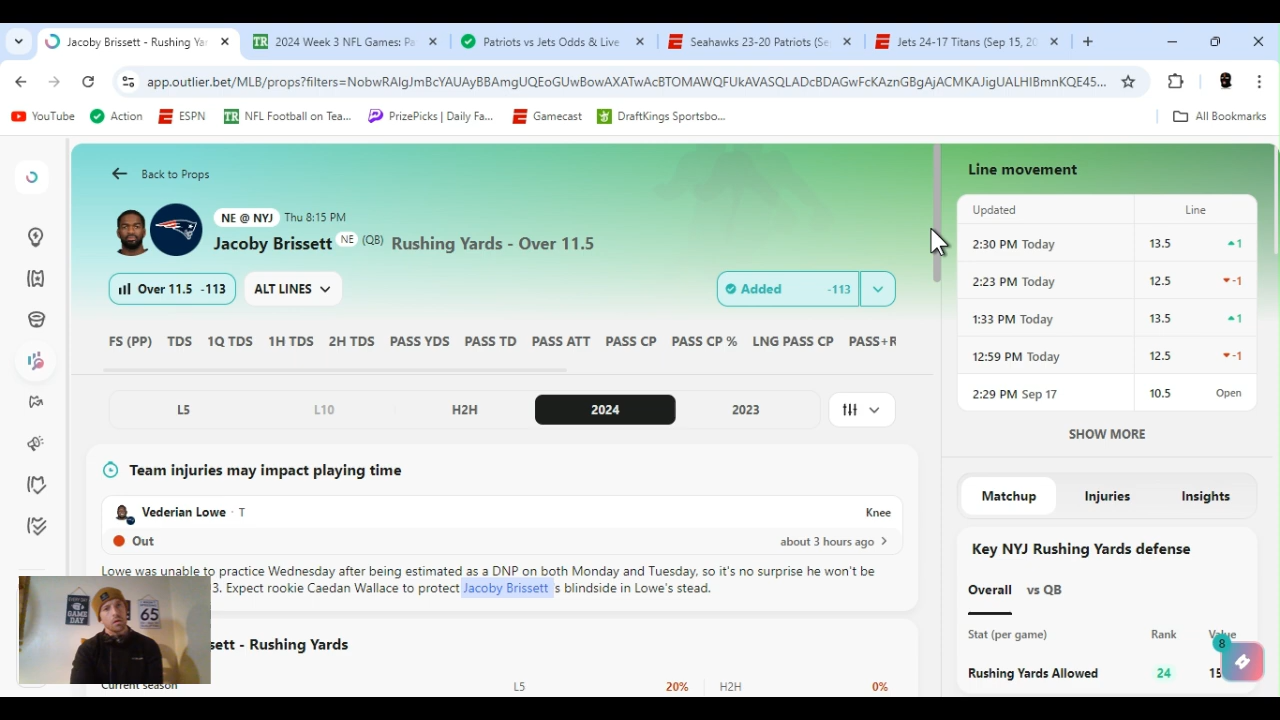 Jacoby Brissett - Rushing Ya
TR 2024 Week 3 NFL Games: Pa
Patriots vs Jets Odds & Live
Seahawks 23-20 Patriots (Se
Jets 24-17 Titans (Sep 15, 20
YouTube
Action
ESPN
TR NFL Football on Tea...
PrizePicks | Daily Fa...
Gamecast
DraftKings Sportsbo...
All Bookmarks
Back to Props
NE @ NYJ Thu 8:15 PM
Jacoby Brissett NE (QB) Rushing Yards - Over 11.5
Over 11.5 -113
ALT LINES
Added -113
FS (PP) TDS 1Q TDS 1H TDS 2H TDS PASS YDS PASS TD PASS ATT PASS CP PASS CP % LNG PASS CP PASS+R
L5 L10 H2H 2024 2023
Team injuries may impact playing time
Vederian Lowe · T Knee
Out about 3 hours ago
Lowe was unable to practice Wednesday after being estimated as a DNP on both Monday and Tuesday, so it's no surprise he won't be
3. Expect rookie Caedan Wallace to protect Jacoby Brissett's blindside in Lowe's stead.
sett - Rushing Yards
Current season L5 20% H2H 0%
GAME DAY
65
Line movement
Updated Line
2:30 PM Today 13.5 1
2:23 PM Today 12.5 -1
1:33 PM Today 13.5 1
12:59 PM Today 12.5 -1
2:29 PM Sep 17 10.5 Open
SHOW MORE
Matchup Injuries Insights
Key NYJ Rushing Yards defense
Overall vs QB
Stat (per game) Rank Value
8
Rushing Yards Allowed 24 15